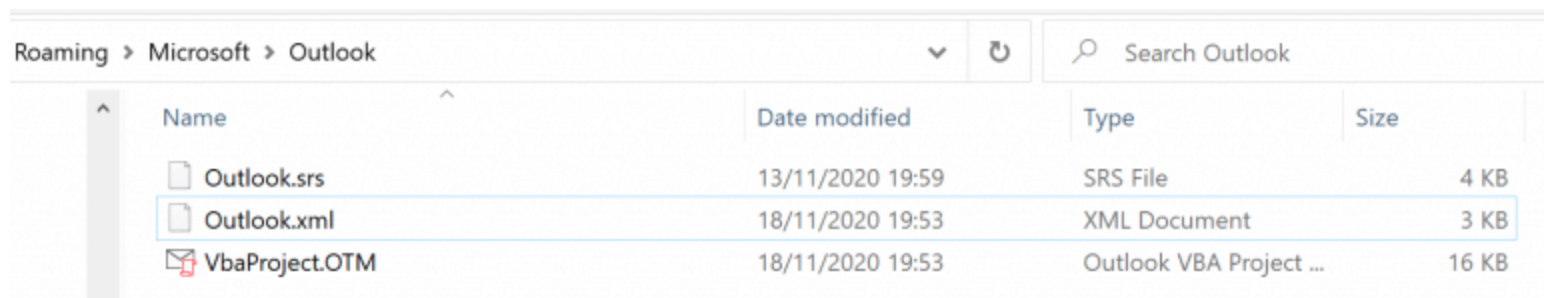 Roaming > Microsoft > Outlook Search Outlook
Name Date modified Type Size
Outlook.srs 13/11/2020 19:59 SRS File 4 KB
Outlook.xml 18/11/2020 19:53 XML Document 3 KB
VbaProject.OTM 18/11/2020 19:53 Outlook VBA Project ... 16 KB